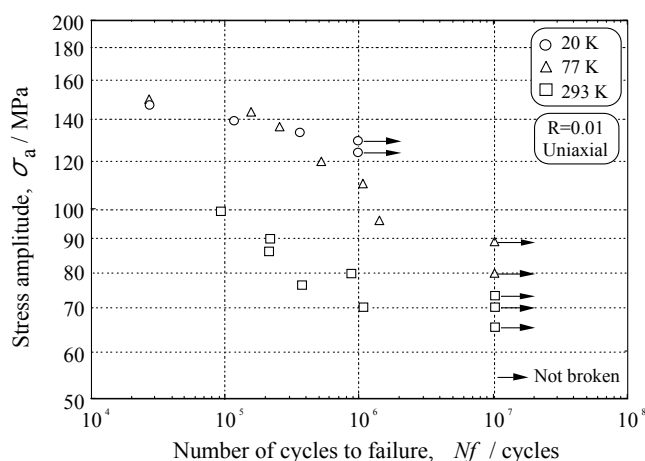 200
180
160
140
120
100
90
80
70
60
50
Stress amplitude, σa / MPa
20 K
77 K
293 K
R=0.01
Uniaxial
Not broken
10^4 10^5 10^6 10^7 10^8
Number of cycles to failure, Nf / cycles